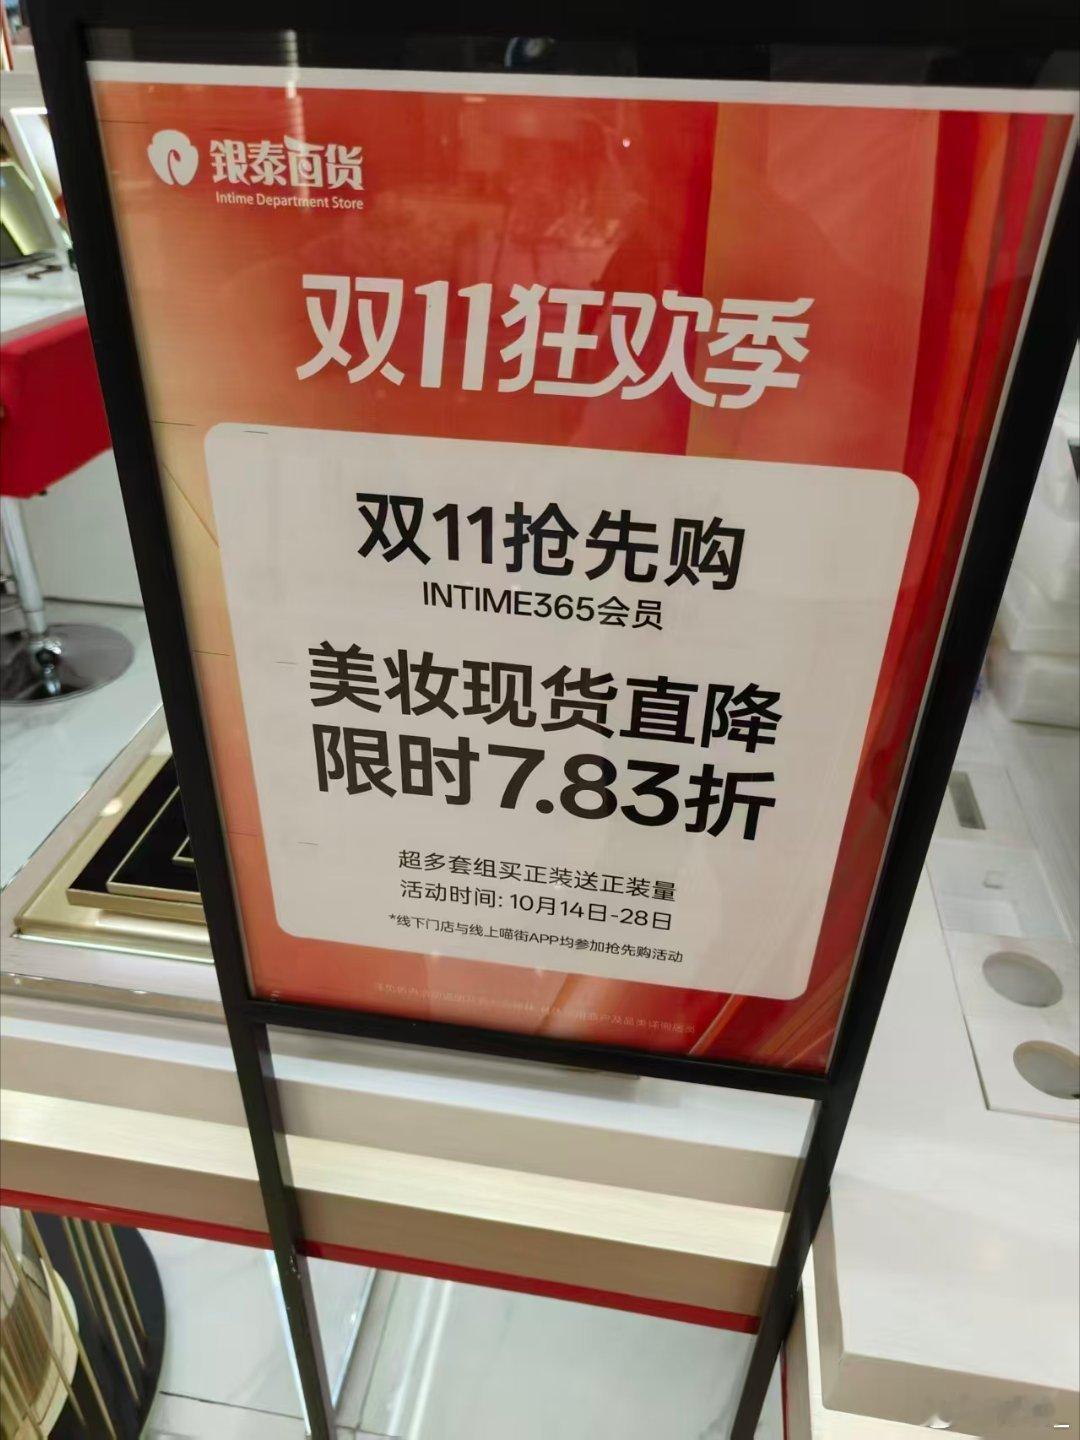 银泰百货
Intime Department Store
双11狂欢季
双11抢先购
INTIME365会员
美妆现货直降
限时7.83折
超多套组买正装送正装量
活动时间: 10月14日-28日
*线下门店与线上喵街APP均参加抢先购活动